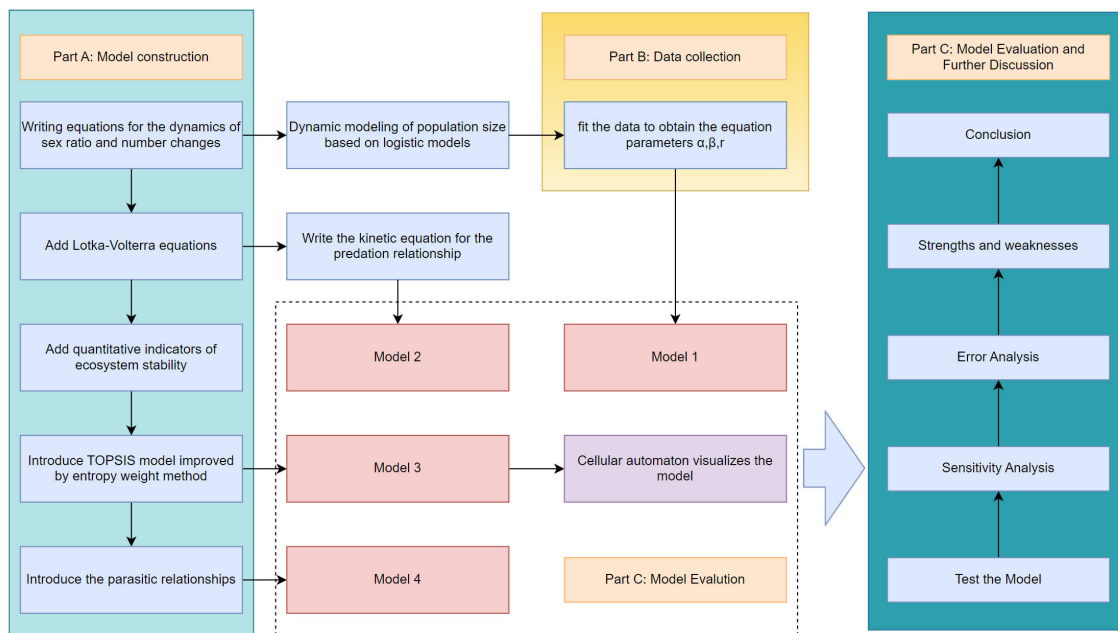 Part A: Model construction
Part B: Data collection
Part C: Model Evaluation and
Further Discussion
Writing equations for the dynamics of
sex ratio and number changes
Dynamic modeling of population size
based on logistic models
fit the data to obtain the equation
parameters α,β,r
Conclusion
Add Lotka-Volterra equations
Write the kinetic equation for the
predation relationship
Strengths and weaknesses
Add quantitative indicators of
ecosystem stability
Model 2
Model 1
Error Analysis
Introduce TOPSIS model improved
by entropy weight method
Model 3
Cellular automaton visualizes the
model
Sensitivity Analysis
Introduce the parasitic relationships
Model 4
Part C: Model Evalution
Test the Model